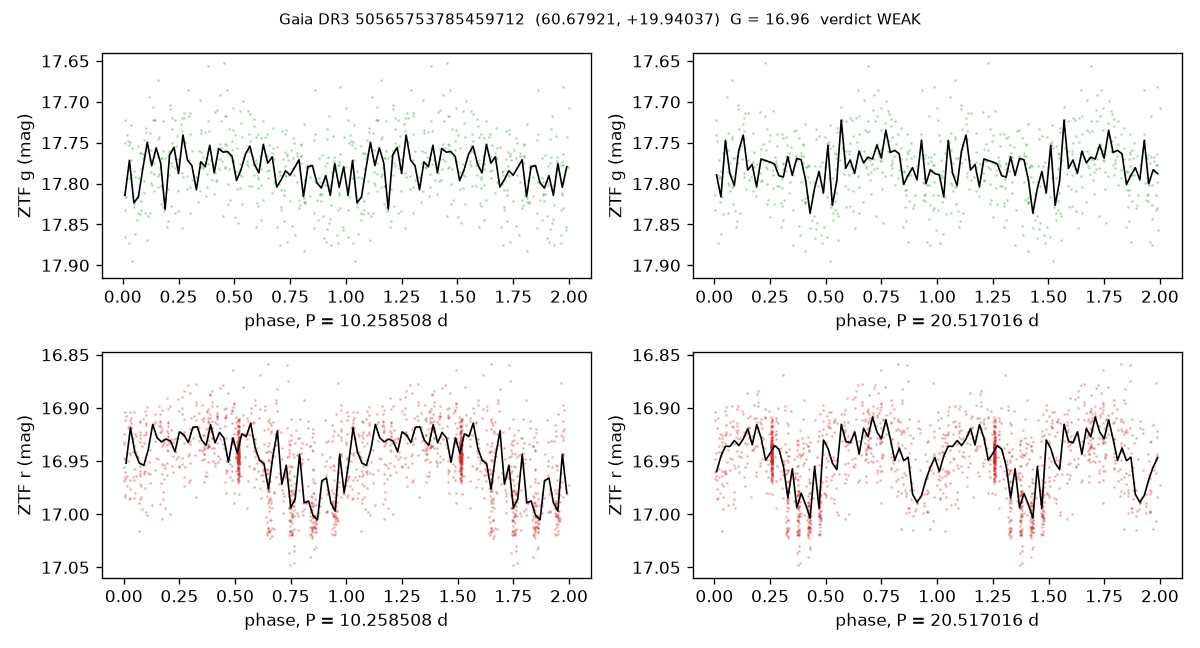 Gaia DR3 50565753785459712  (60.67921, +19.94037)  G = 16.96  verdict WEAK
17.65
17.70
17.75
17.80
17.85
17.90
ZTF g (mag)
0.00 0.25 0.50 0.75 1.00 1.25 1.50 1.75 2.00
phase, P = 10.258508 d
17.65
17.70
17.75
17.80
17.85
17.90
ZTF g (mag)
0.00 0.25 0.50 0.75 1.00 1.25 1.50 1.75 2.00
phase, P = 20.517016 d
16.85
16.90
16.95
17.00
17.05
ZTF r (mag)
0.00 0.25 0.50 0.75 1.00 1.25 1.50 1.75 2.00
phase, P = 10.258508 d
16.85
16.90
16.95
17.00
17.05
ZTF r (mag)
0.00 0.25 0.50 0.75 1.00 1.25 1.50 1.75 2.00
phase, P = 20.517016 d